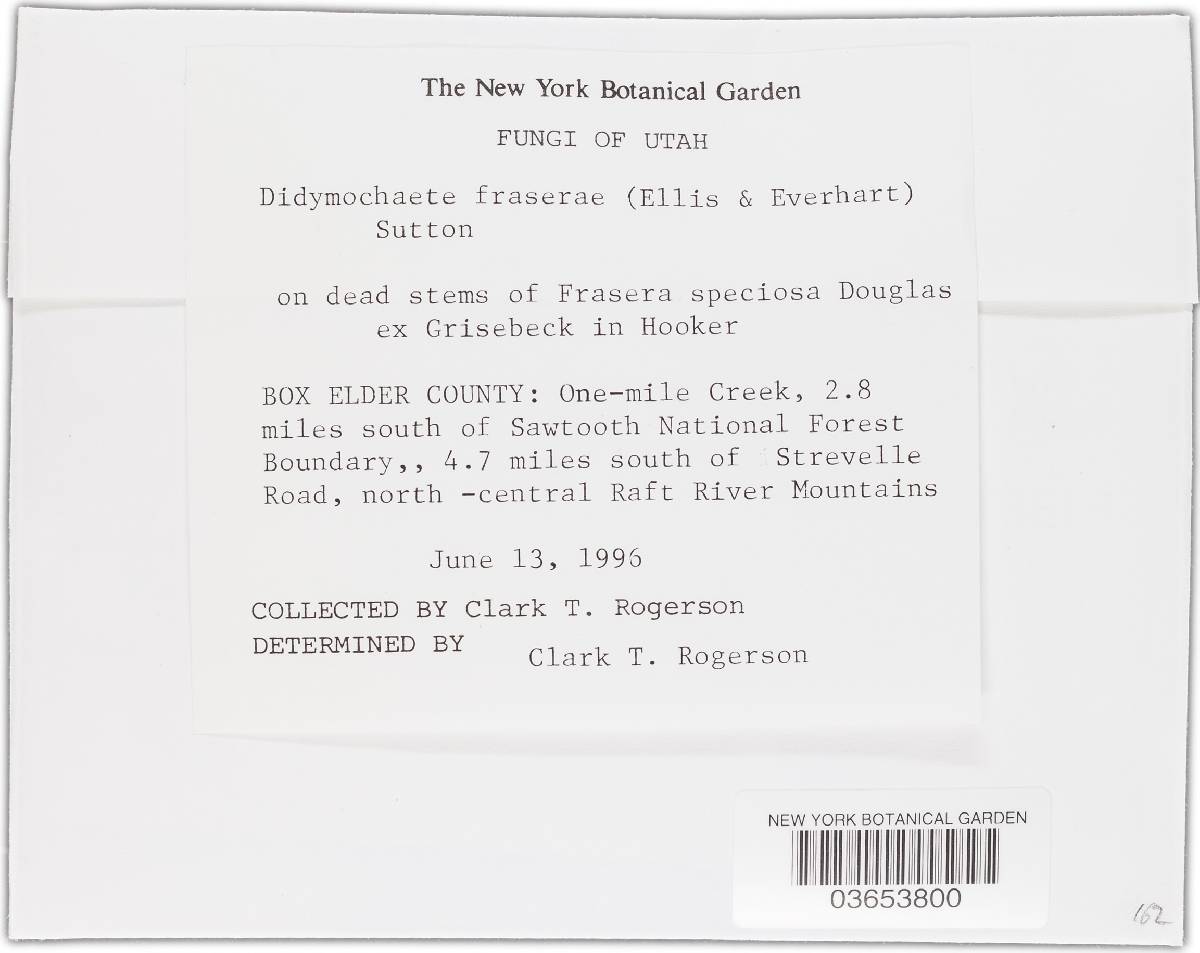 The New York Botanical Garden
FUNGI OF UTAH
Didymochaete fraserae (Ellis & Everhart)
Sutton
on dead stems of Frasera speciosa Douglas
ex Grisebeck in Hooker
BOX ELDER COUNTY: One-mile Creek, 2.8
miles south of Sawtooth National Forest
Boundary,, 4.7 miles south of Strevelle
Road, north -central Raft River Mountains
June 13, 1996
COLLECTED BY Clark T. Rogerson
DETERMINED BY
Clark T. Rogerson
NEW YORK BOTANICAL GARDEN
03653800
162